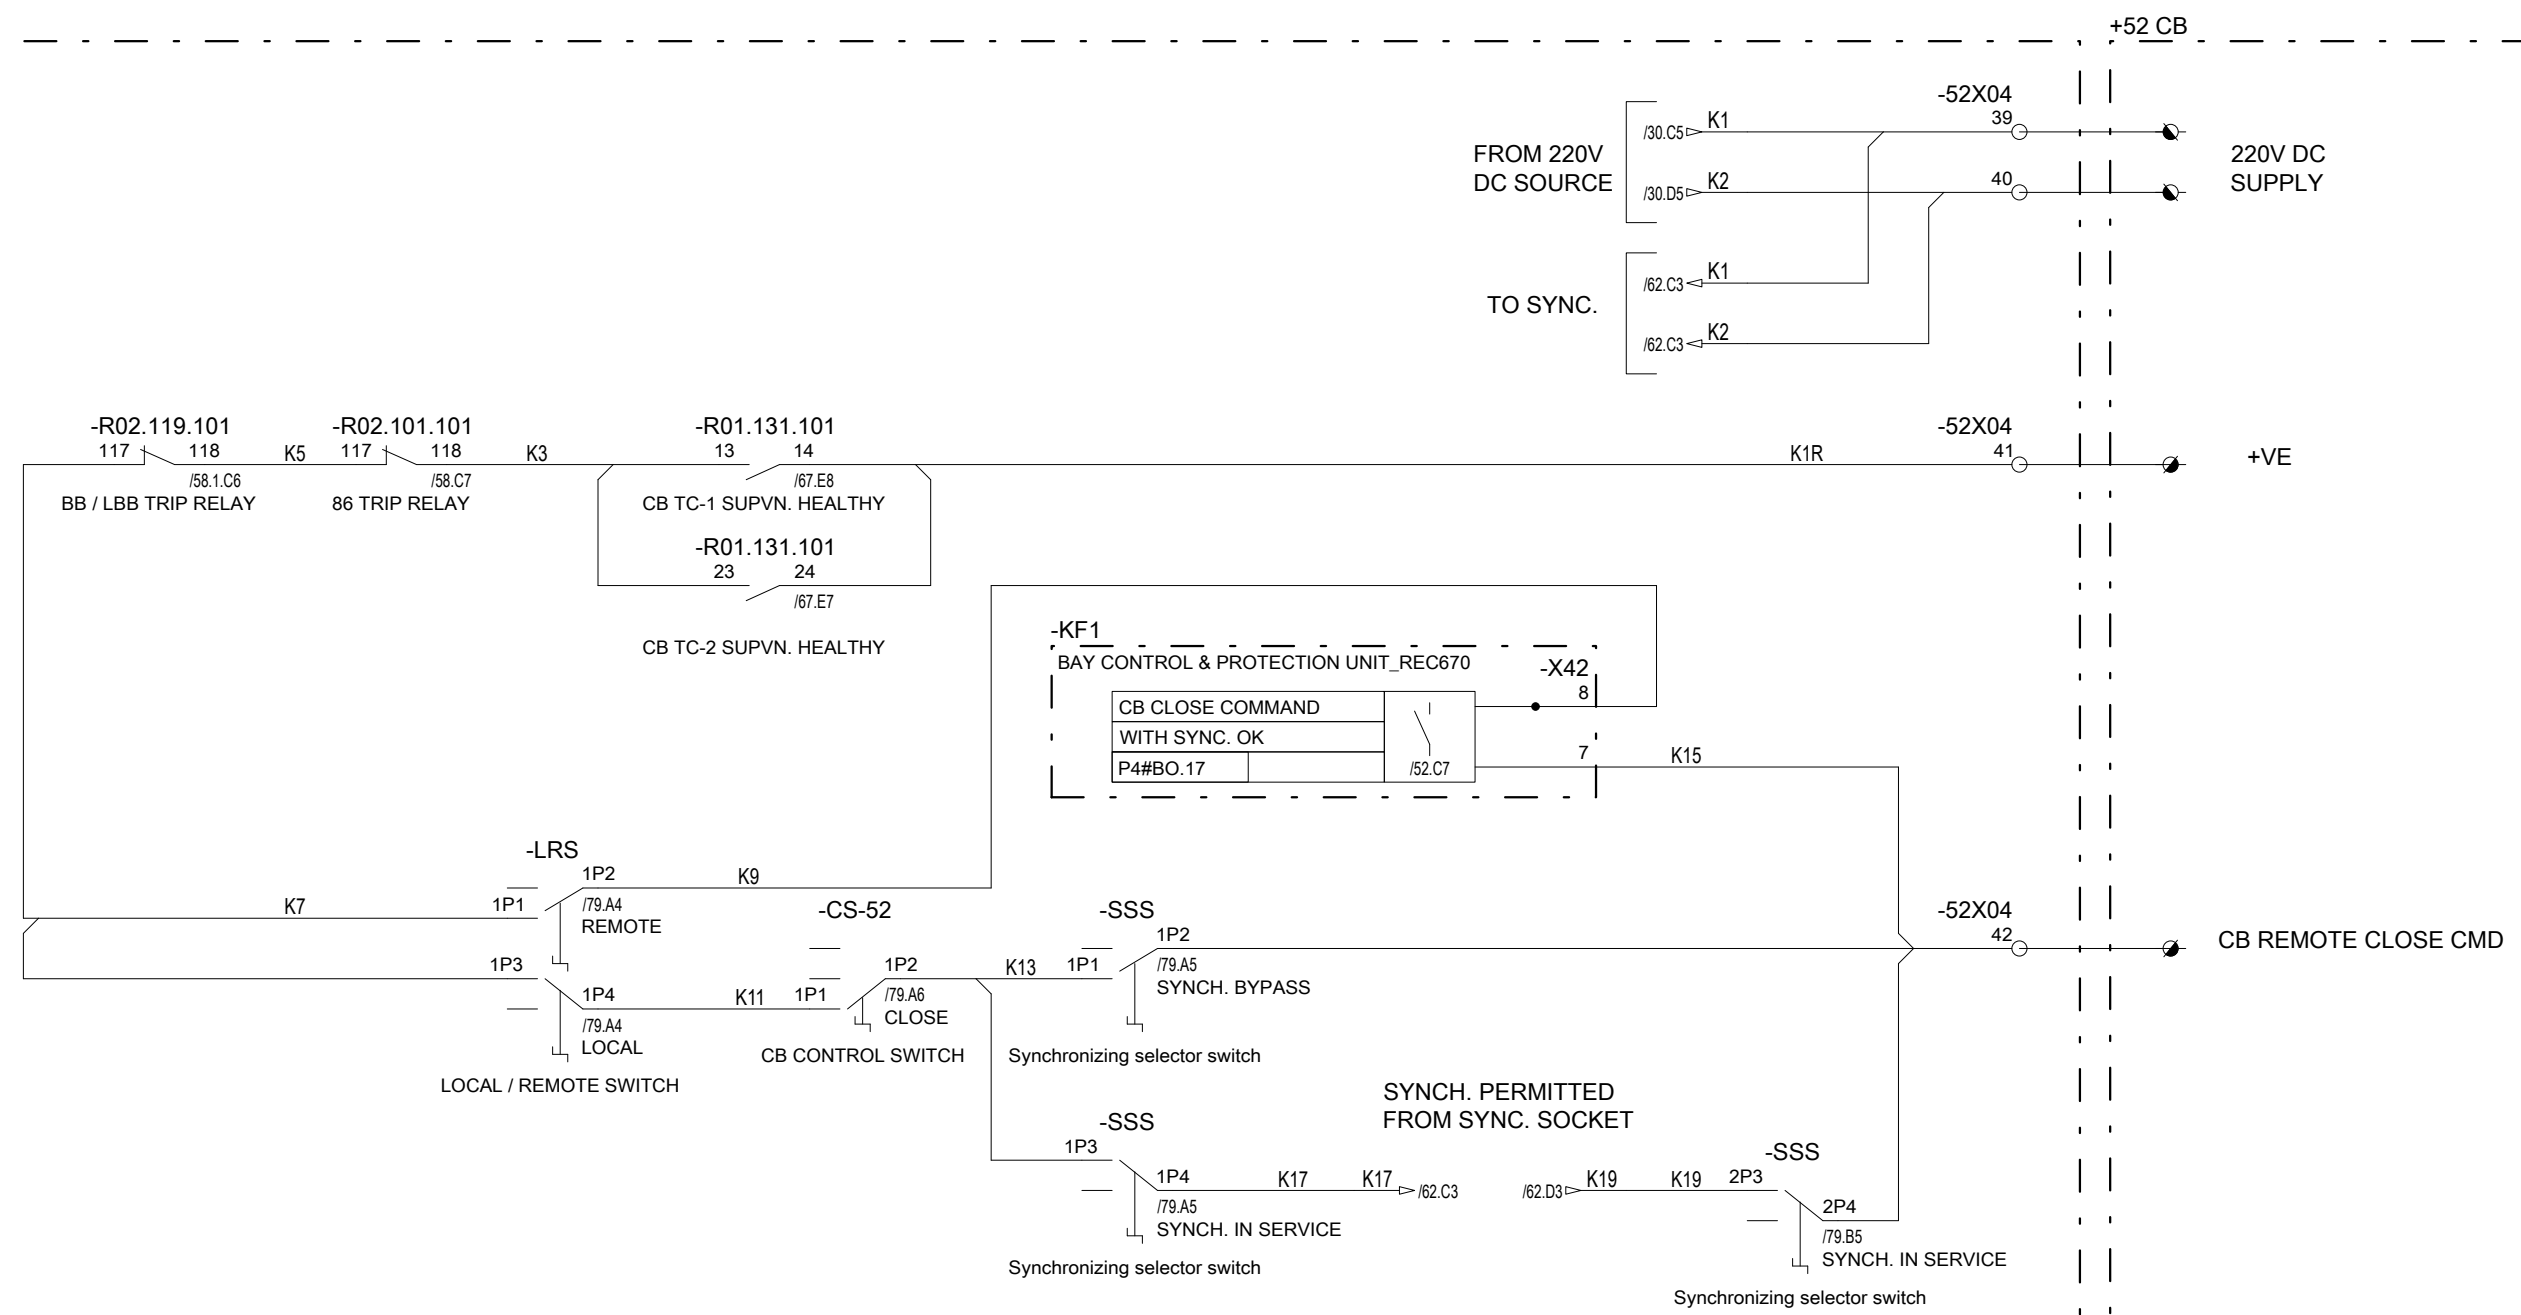 +52 CB
-52X04
39
/30.C5
K1
FROM 220V
DC SOURCE
220V DC
SUPPLY
/30.D5
K2
40
/62.C3
K1
TO SYNC.
/62.C3
K2
-R02.119.101
117
118
/58.1.C6
BB / LBB TRIP RELAY
K5
-R02.101.101
117
118
/58.C7
86 TRIP RELAY
K3
-R01.131.101
13
14
/67.E8
CB TC-1 SUPVN. HEALTHY
K1R
-52X04
41
+VE
-R01.131.101
23
24
/67.E7
CB TC-2 SUPVN. HEALTHY
-KF1
BAY CONTROL & PROTECTION UNIT_REC670
-X42
8
CB CLOSE COMMAND
WITH SYNC. OK
P4#BO.17
/52.C7
7
K15
-LRS
1P2
K9
K7
1P1
/79.A4
REMOTE
1P3
1P4
/79.A4
LOCAL
LOCAL / REMOTE SWITCH
K11
-CS-52
1P1
1P2
/79.A6
CLOSE
CB CONTROL SWITCH
K13
-SSS
1P1
1P2
/79.A5
SYNCH. BYPASS
Synchronizing selector switch
-52X04
42
CB REMOTE CLOSE CMD
SYNCH. PERMITTED
FROM SYNC. SOCKET
-SSS
1P3
1P4
/79.A5
SYNCH. IN SERVICE
Synchronizing selector switch
K17
K17
/62.C3
/62.D3
K19
K19
-SSS
2P3
2P4
/79.B5
SYNCH. IN SERVICE
Synchronizing selector switch